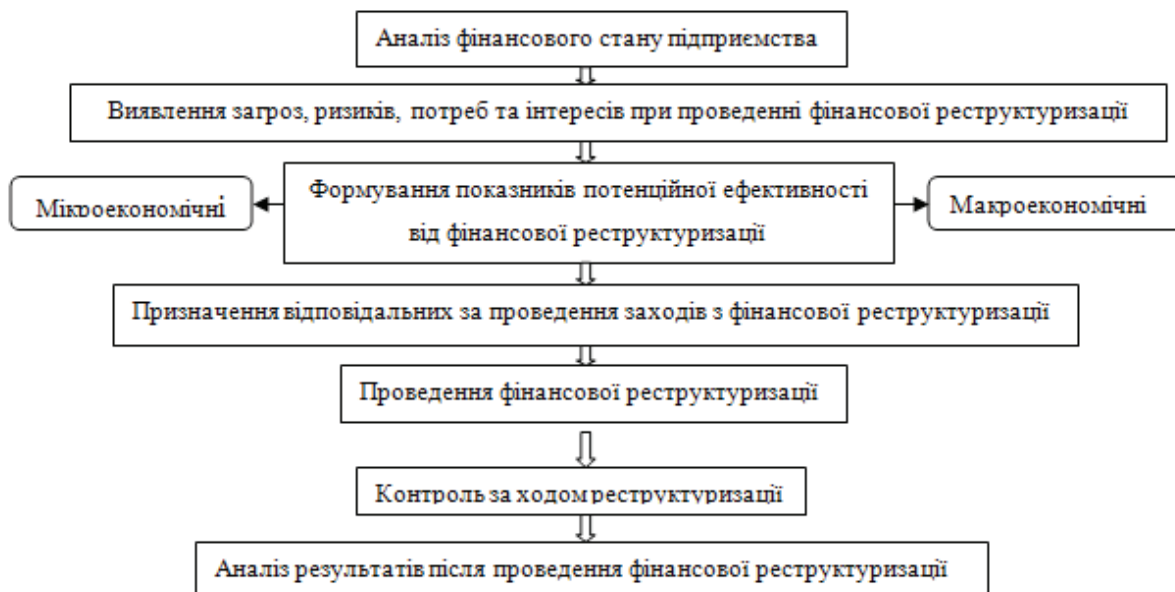 Аналіз фінансового стану підприємства
Виявлення загроз, ризиків, потреб та інтересів при проведенні фінансової реструктуризації
Формування показників потенційної ефективності
від фінансової реструктуризації
Мікроекономічні
Макроекономічні
Призначення відповідальних за проведення заходів з фінансової реструктуризації
Проведення фінансової реструктуризації
Контроль за ходом реструктуризації
Аналіз результатів після проведення фінансової реструктуризації